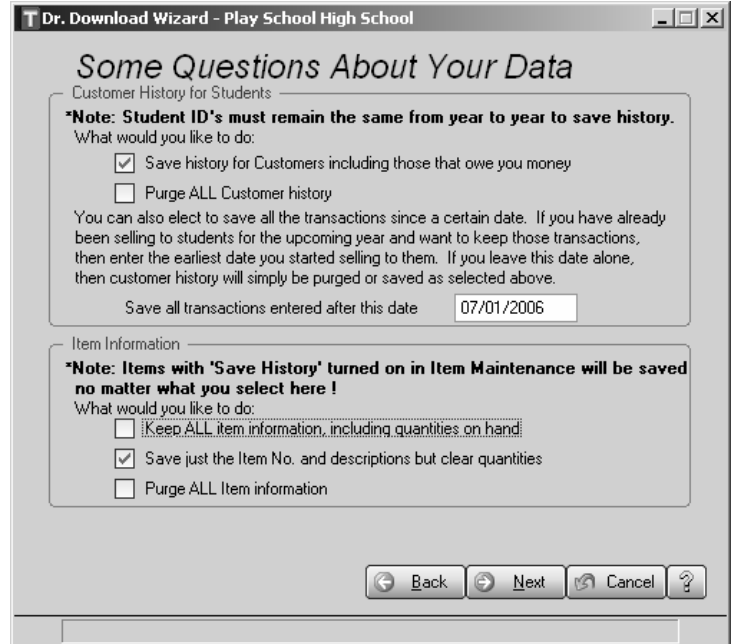 T Dr. Download Wizard - Play School High School
Some Questions About Your Data
Customer History for Students
*Note: Student ID's must remain the same from year to year to save history.
What would you like to do:
Save history for Customers including those that owe you money
Purge ALL Customer history
You can also elect to save all the transactions since a certain date. If you have already
been selling to students for the upcoming year and want to keep those transactions,
then enter the earliest date you started selling to them. If you leave this date alone,
then customer history will simply be purged or saved as selected above.
Save all transactions entered after this date 07/01/2006
Item Information
*Note: Items with 'Save History' turned on in Item Maintenance will be saved
no matter what you select here !
What would you like to do:
Keep ALL item information, including quantities on hand
Save just the Item No. and descriptions but clear quantities
Purge ALL Item information
Back Next Cancel ?